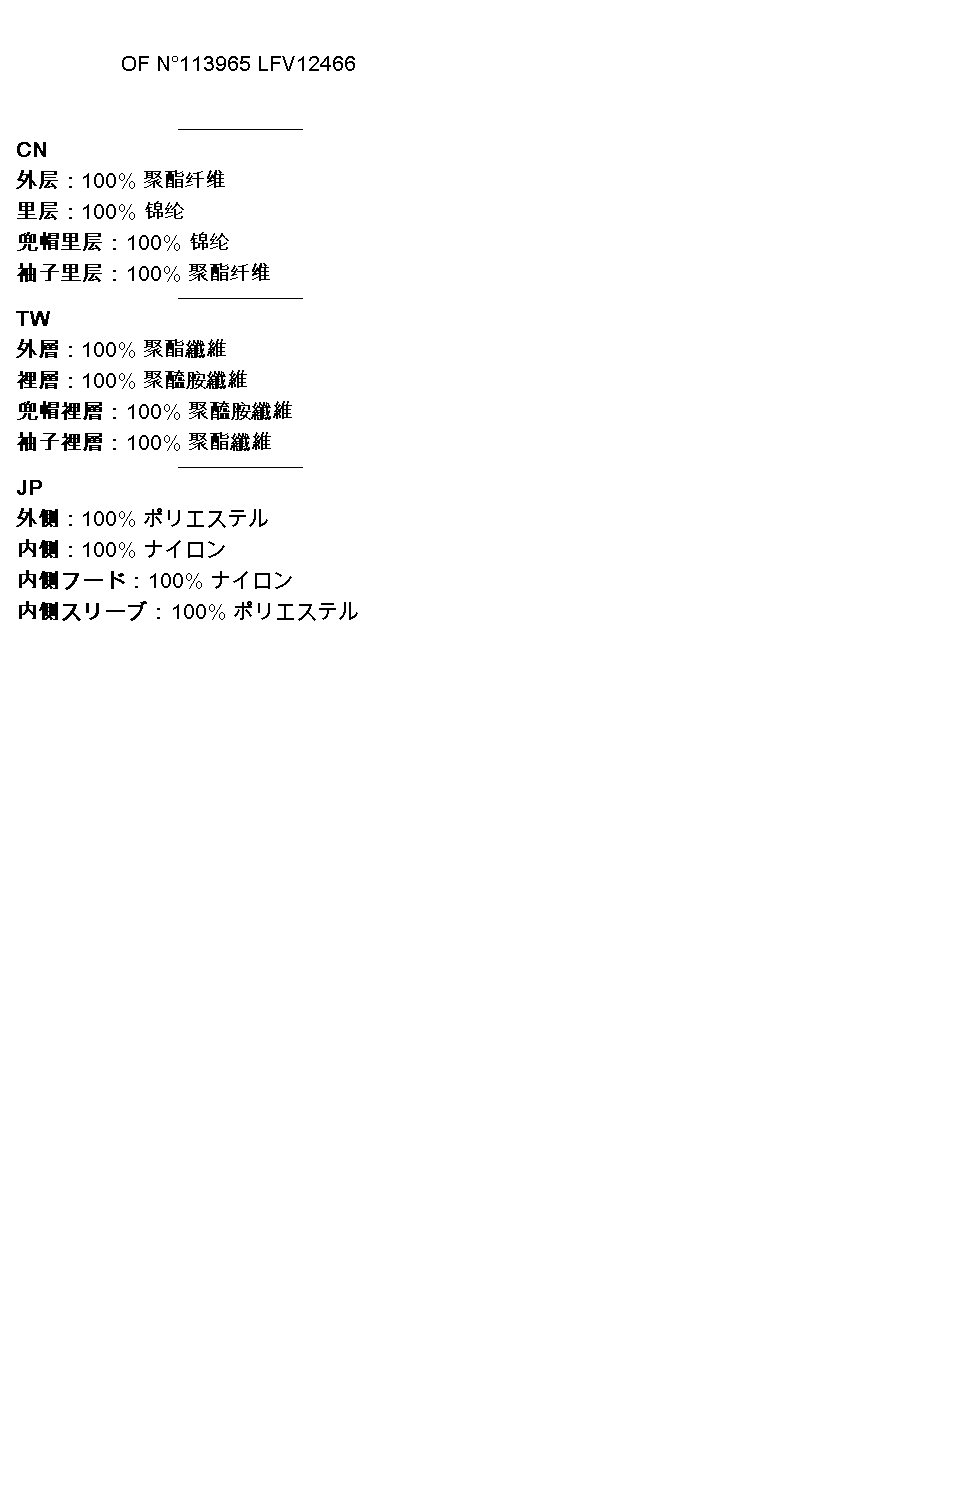 OF N°113965 LFV12466
CN
外层 : 100% 聚酯纤维
里层 : 100% 锦纶
兜帽里层 : 100% 锦纶
袖子里层 : 100% 聚酯纤维
TW
外層 : 100% 聚酯纖維
裡層 : 100% 聚醯胺纖維
兜帽裡層 : 100% 聚醯胺纖維
袖子裡層 : 100% 聚酯纖維
JP
外側 : 100% ポリエステル
内側 : 100% ナイロン
内側フード : 100% ナイロン
内側スリーブ : 100% ポリエステル